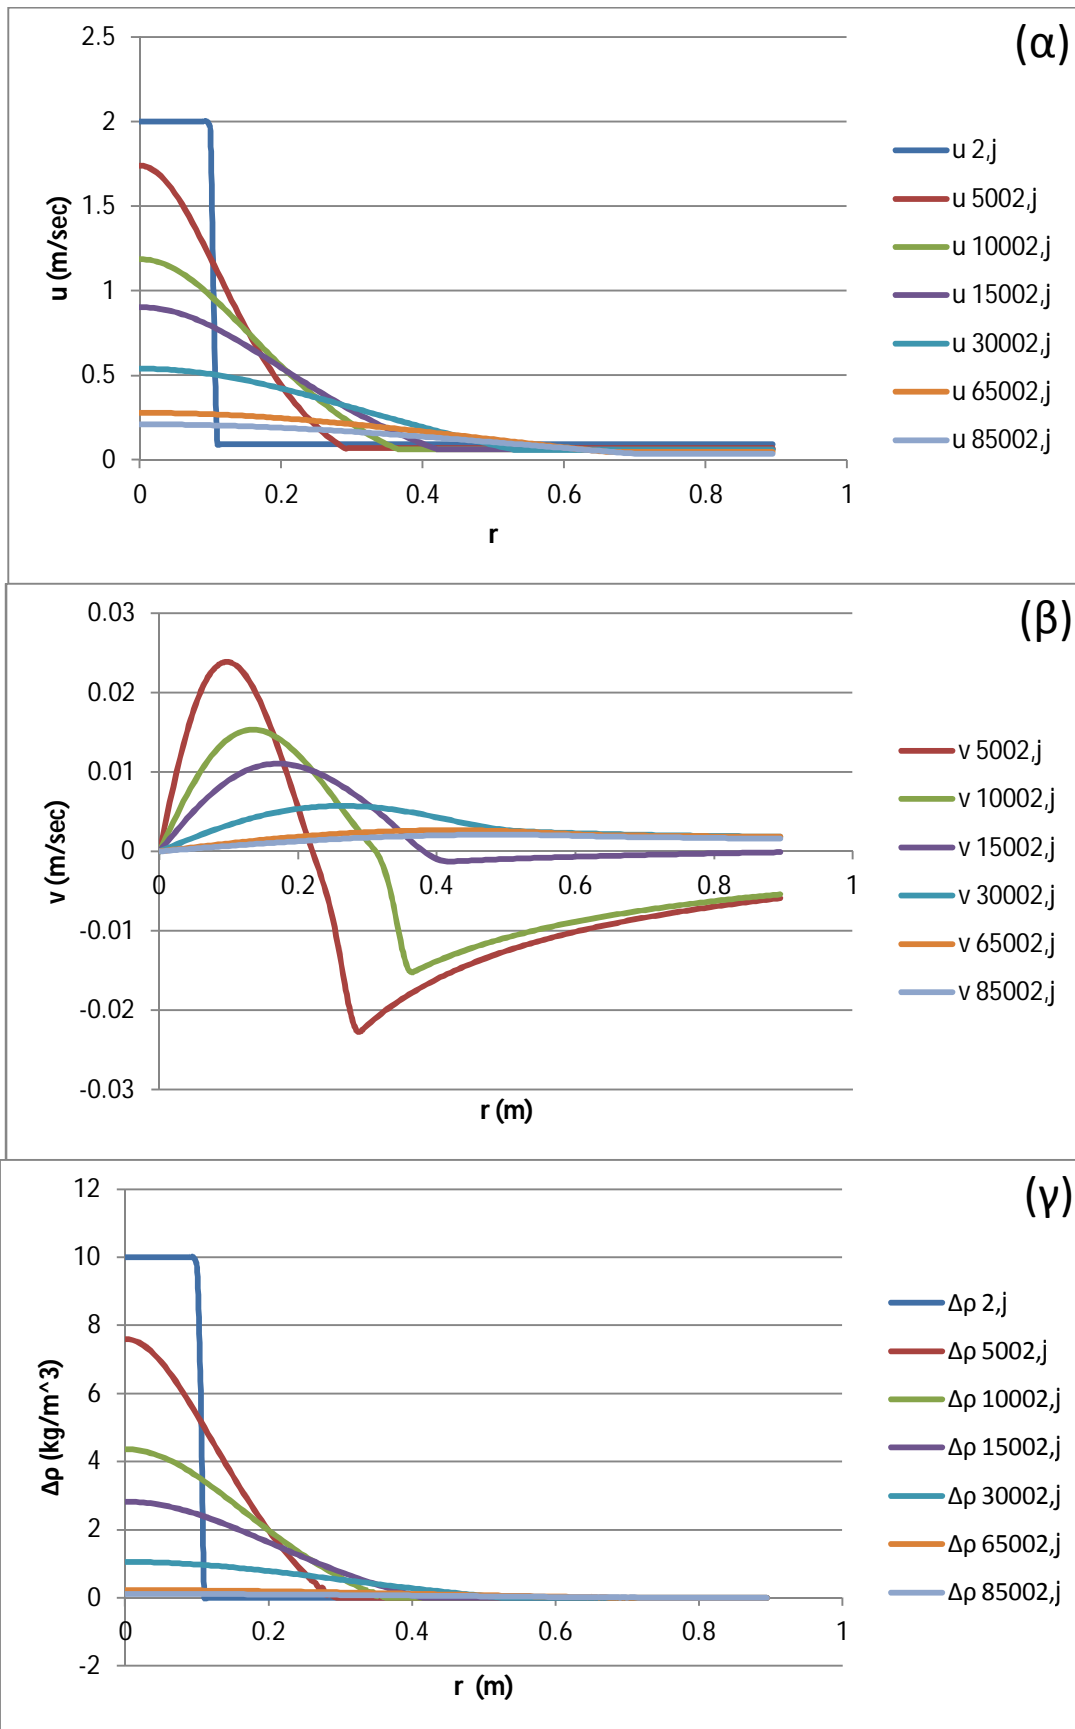 (α)
2.5
2
1.5
1
0.5
0
0
0.2
0.4
0.6
0.8
1
u (m/sec)
r
u 2,j
u 5002,j
u 10002,j
u 15002,j
u 30002,j
u 65002,j
u 85002,j
(β)
0.03
0.02
0.01
0
-0.01
-0.02
-0.03
0
0.2
0.4
0.6
0.8
1
v (m/sec)
r (m)
v 5002,j
v 10002,j
v 15002,j
v 30002,j
v 65002,j
v 85002,j
(γ)
12
10
8
6
4
2
0
-2
0
0.2
0.4
0.6
0.8
1
Δρ (kg/m^3)
r (m)
Δρ 2,j
Δρ 5002,j
Δρ 10002,j
Δρ 15002,j
Δρ 30002,j
Δρ 65002,j
Δρ 85002,j